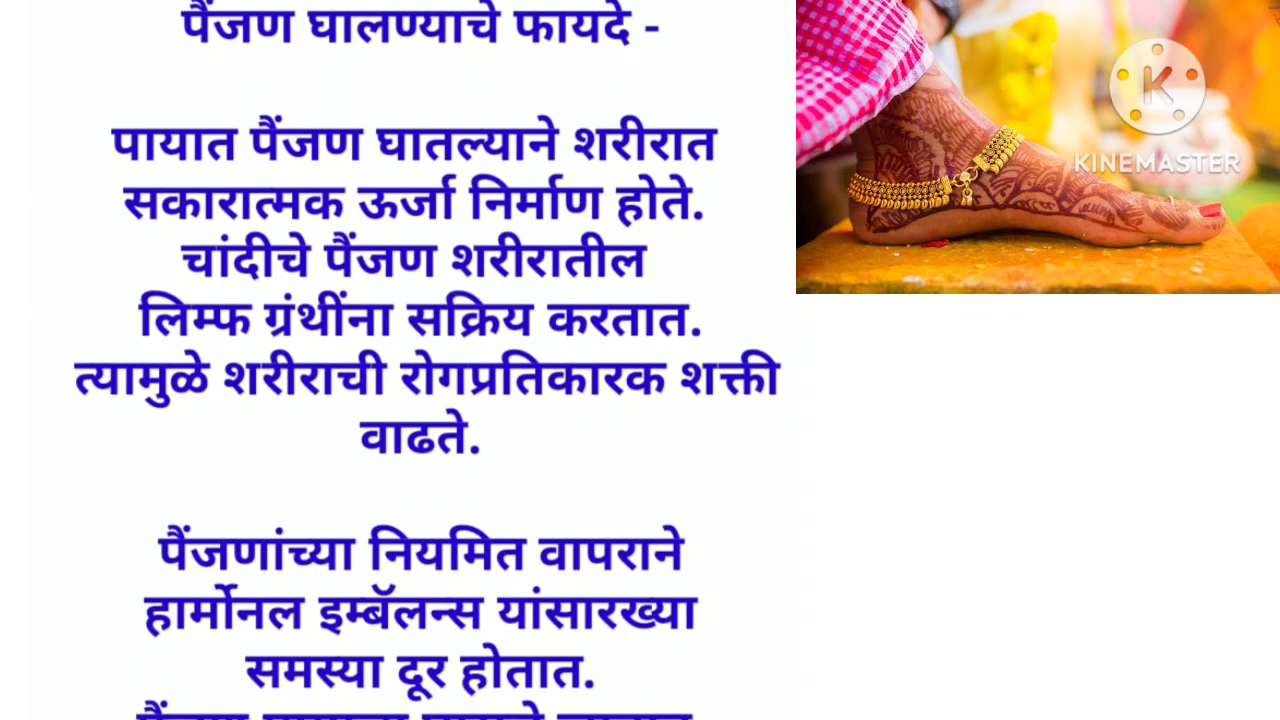 पैंजण घालण्याचे फायदे -
पायात पैंजण घातल्याने शरीरात
सकारात्मक ऊर्जा निर्माण होते.
चांदीचे पैंजण शरीरातील
लिम्फ ग्रंथींना सक्रिय करतात.
त्यामुळे शरीराची रोगप्रतिकारक शक्ती
वाढते.
पैंजणांच्या नियमित वापराने
हार्मोनल इम्बॅलन्स यांसारख्या
समस्या दूर होतात.
K
KINEMASTER